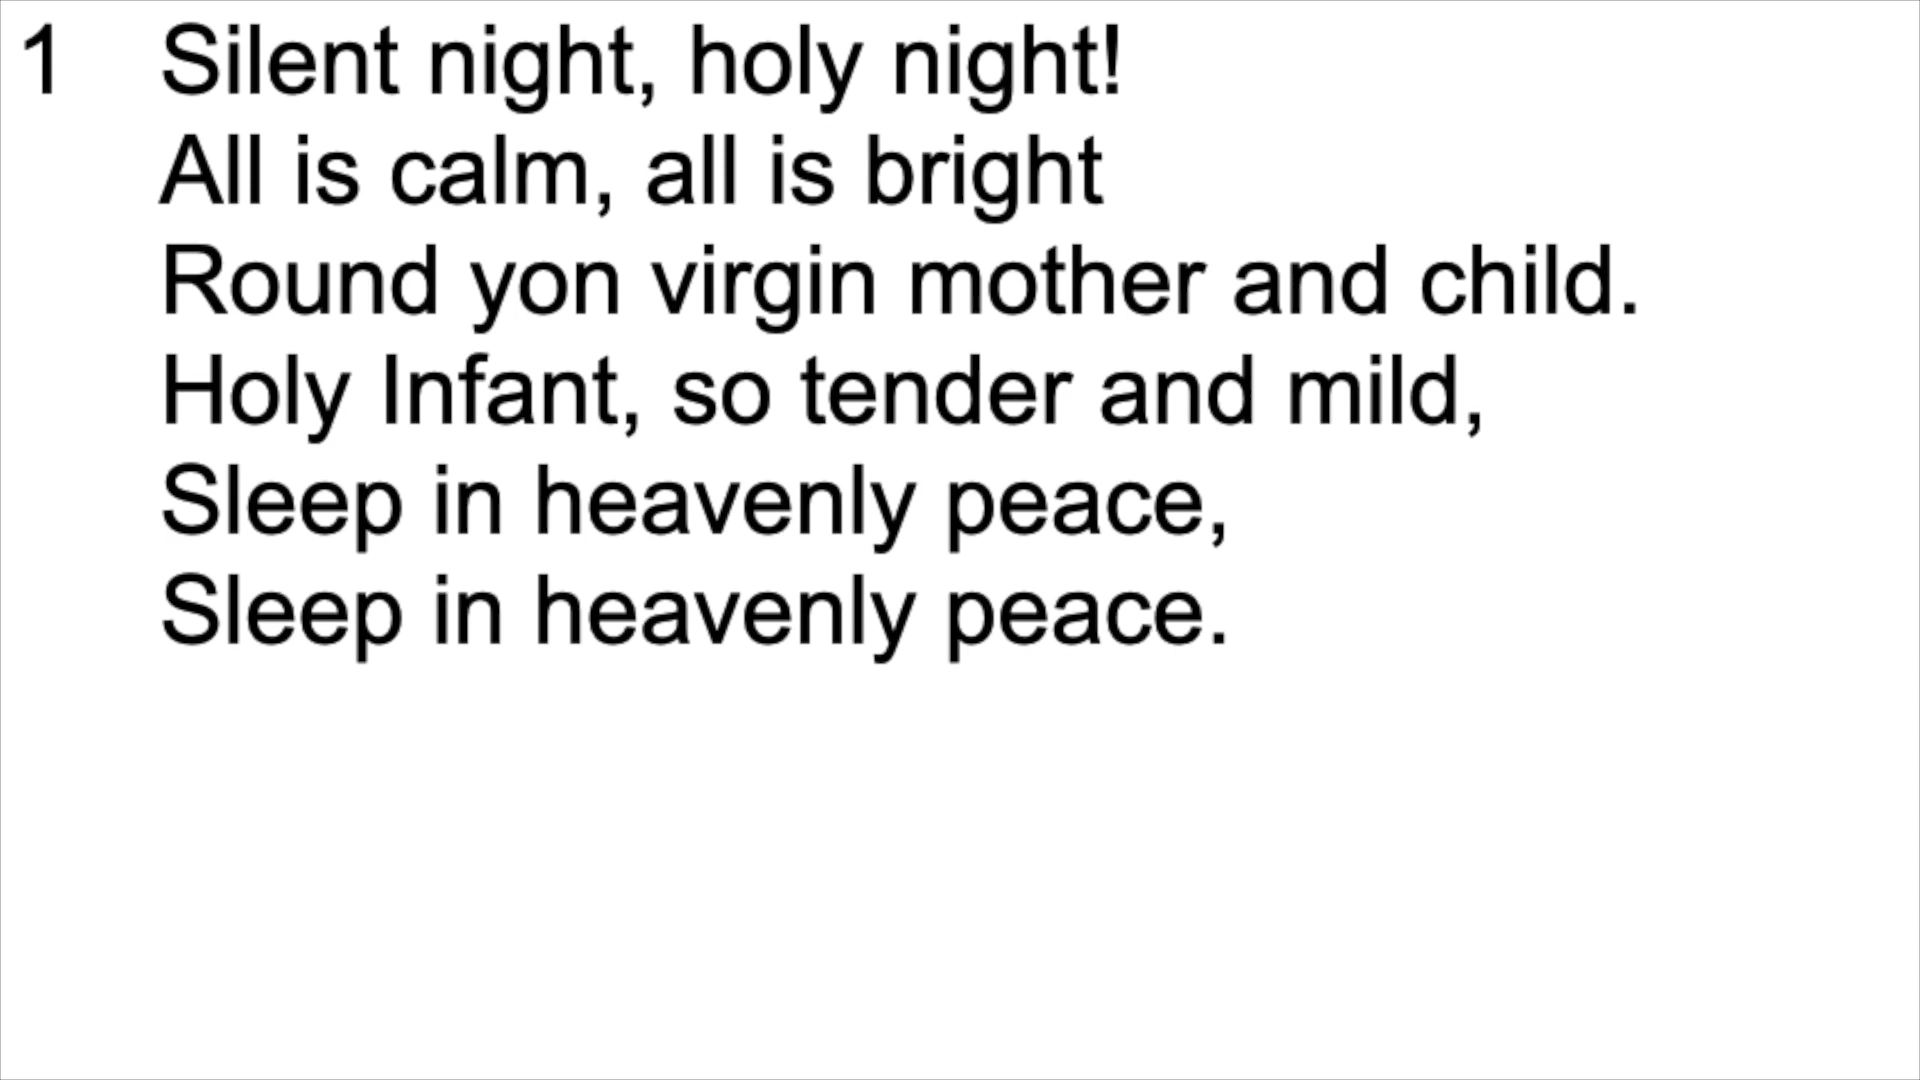 1 Silent night, holy night!
All is calm, all is bright
Round yon virgin mother and child.
Holy Infant, so tender and mild,
Sleep in heavenly peace,
Sleep in heavenly peace.